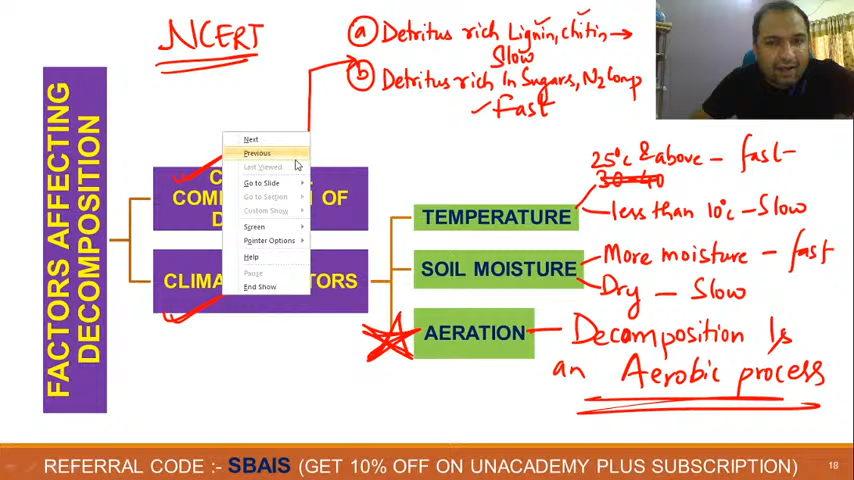 NCERT
(a) Detritus rich Lignin, chitin →
Slow
(b) Detritus rich In Sugars, N2 Comp
✓ Fast
FACTORS AFFECTING
DECOMPOSITION
C
COM
OF
D
CLIMA
TORS
Next
Previous
Last Viewed
Go to Slide
Go to Section
Custom Show
Screen
Pointer Options
Help
Pause
End Show
TEMPERATURE
25°C & above - fast
30-40
less than 10°C - Slow
SOIL MOISTURE
More moisture - fast
Dry - Slow
AERATION
Decomposition Is
an Aerobic process
REFERRAL CODE :- SBAIS (GET 10% OFF ON UNACADEMY PLUS SUBSCRIPTION)
18